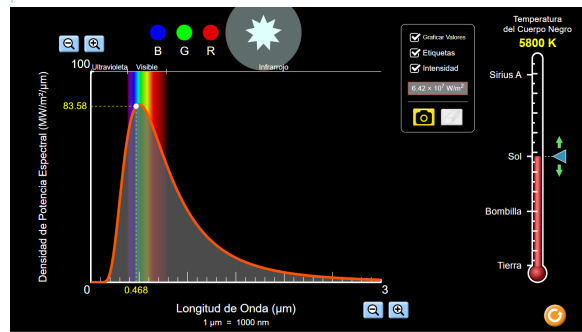 Temperatura
del Cuerpo Negro
5800 K
B G R
Graficar Valores
Etiquetas
Intensidad
6.42 × 10⁷ W/m²
100
Ultravioleta Visible Infrarrojo
83.58
Densidad de Potencia Espectral (MW/m²/µm)
0
0.468
3
Longitud de Onda (µm)
1 µm = 1000 nm
Sirius A
Sol
Bombilla
Tierra